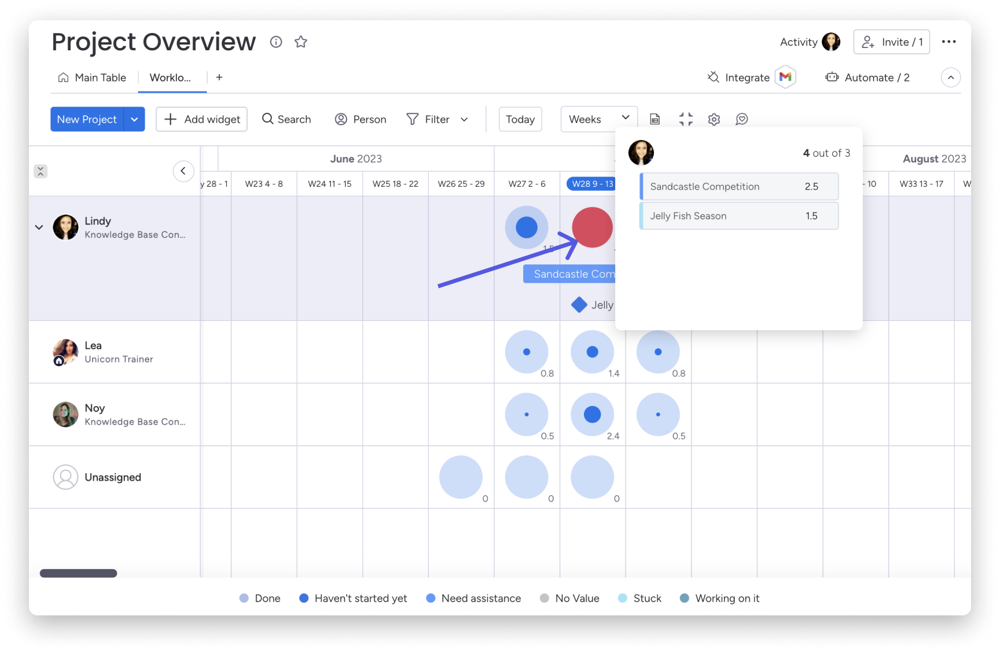 Project Overview
Activity
Invite / 1
Main Table
Worklo...
Integrate
Automate / 2
New Project
Add widget
Search
Person
Filter
Today
Weeks
4 out of 3
Sandcastle Competition 2.5
Jelly Fish Season 1.5
June 2023
August 2023
y 28 - 1
W23 4 - 8
W24 11 - 15
W25 18 - 22
W26 25 - 29
W27 2 - 6
W28 9 - 13
- 10
W33 13 - 17
W
Lindy
Knowledge Base Con...
1.5
Sandcastle Com
Jelly
Lea
Unicorn Trainer
0.8
1.4
0.8
Noy
Knowledge Base Con...
0.5
2.4
0.5
Unassigned
0
0
0
Done
Haven't started yet
Need assistance
No Value
Stuck
Working on it